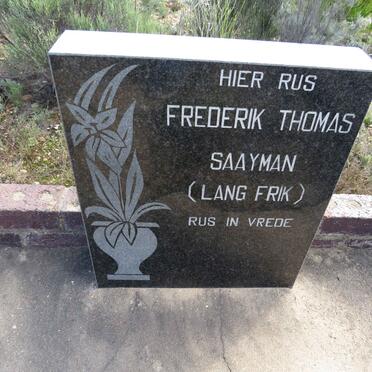 HIER RUS
FREDERIK THOMAS
SAAYMAN
(LANG FRIK)
RUS IN VREDE